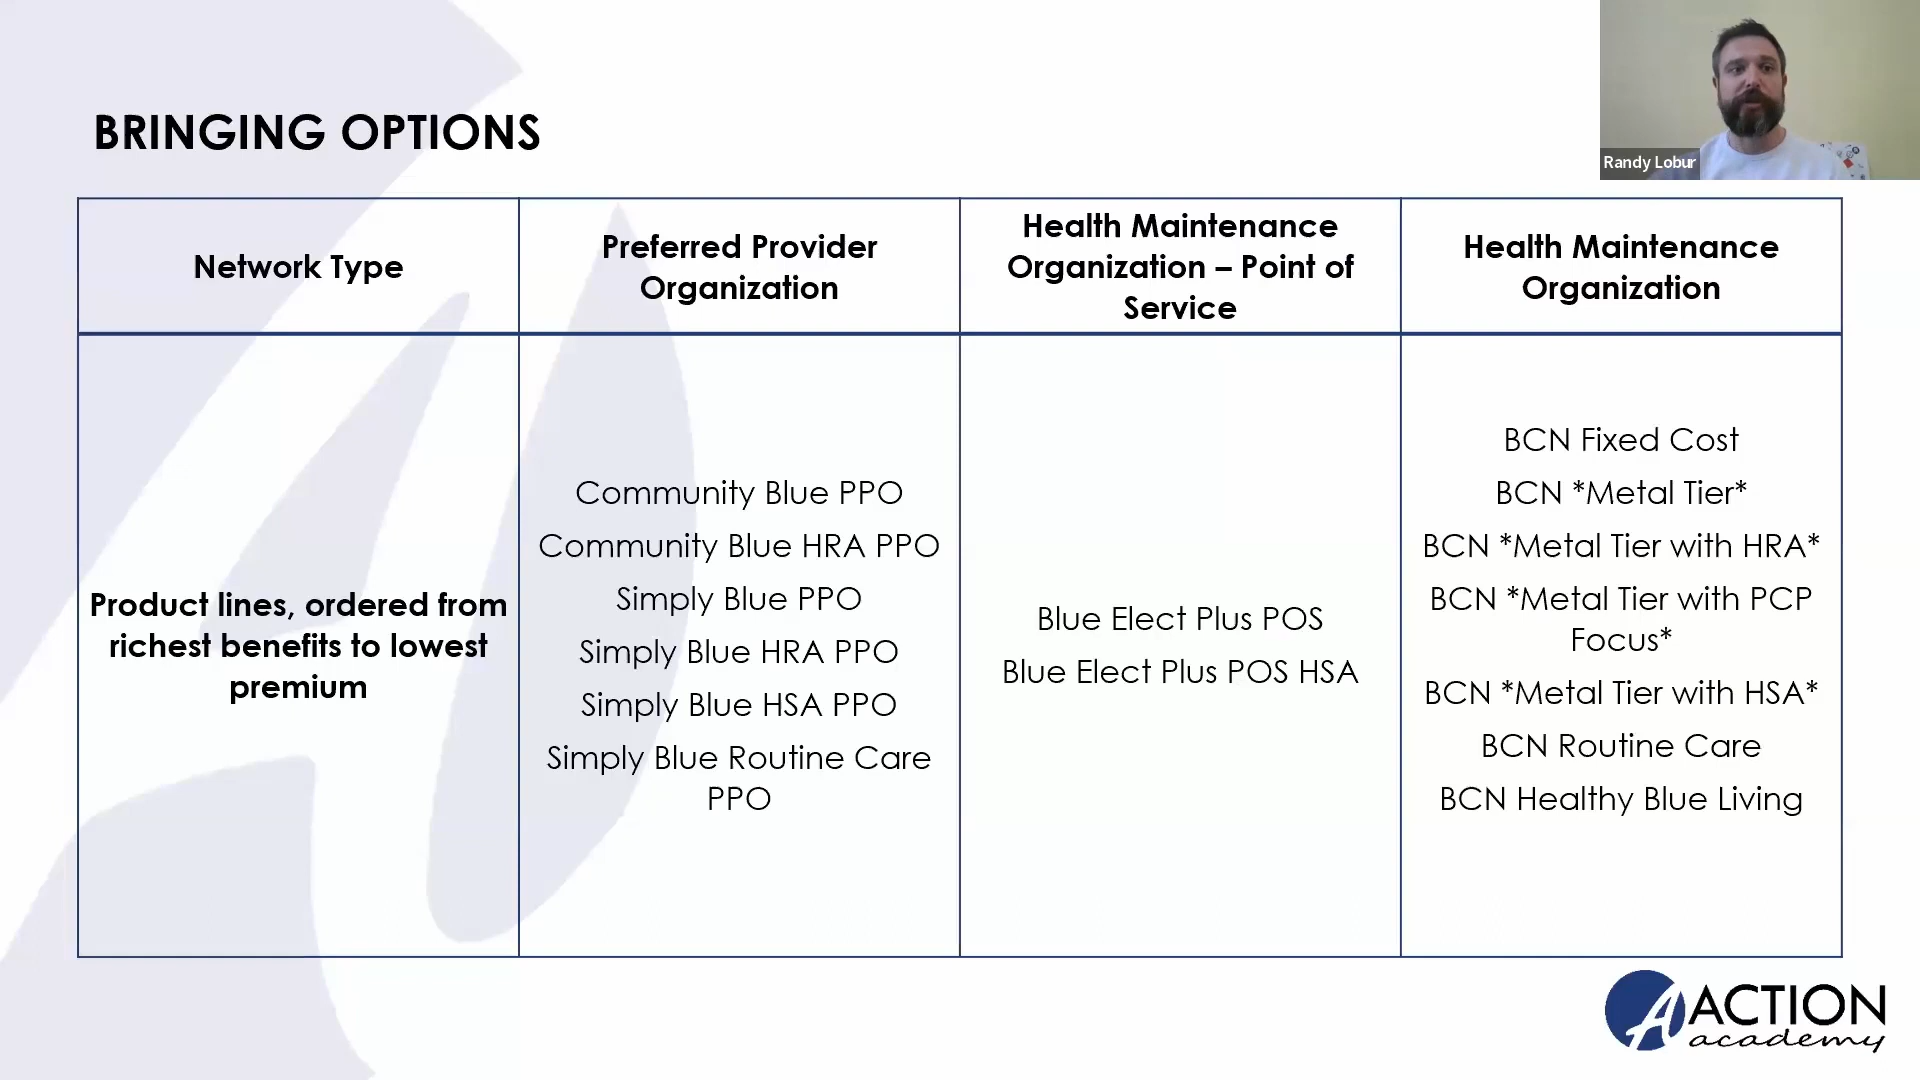 BRINGING OPTIONS
Randy Lobur
Network Type
Preferred Provider
Organization
Health Maintenance
Organization – Point of
Service
Health Maintenance
Organization
Product lines, ordered from
richest benefits to lowest
premium
Community Blue PPO
Community Blue HRA PPO
Simply Blue PPO
Simply Blue HRA PPO
Simply Blue HSA PPO
Simply Blue Routine Care
PPO
Blue Elect Plus POS
Blue Elect Plus POS HSA
BCN Fixed Cost
BCN *Metal Tier*
BCN *Metal Tier with HRA*
BCN *Metal Tier with PCP
Focus*
BCN *Metal Tier with HSA*
BCN Routine Care
BCN Healthy Blue Living
A ACTION
academy